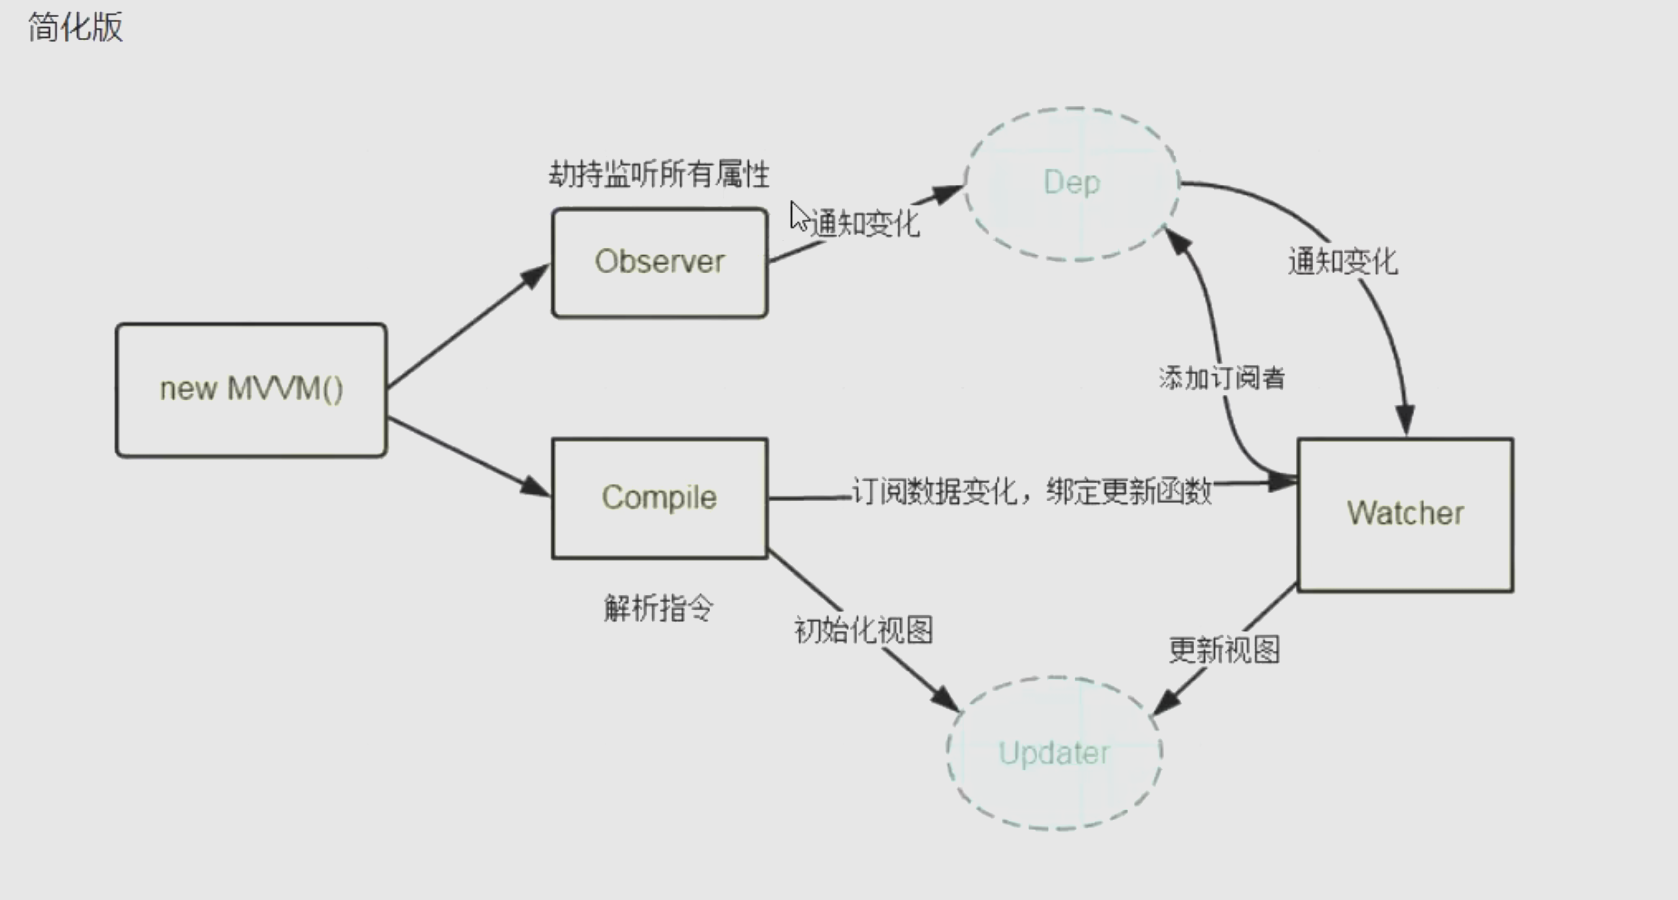 简化版
劫持监听所有属性
Observer
通知变化
Dep
通知变化
new MVVM()
添加订阅者
Compile
订阅数据变化，绑定更新函数
Watcher
解析指令
初始化视图
更新视图
Updater